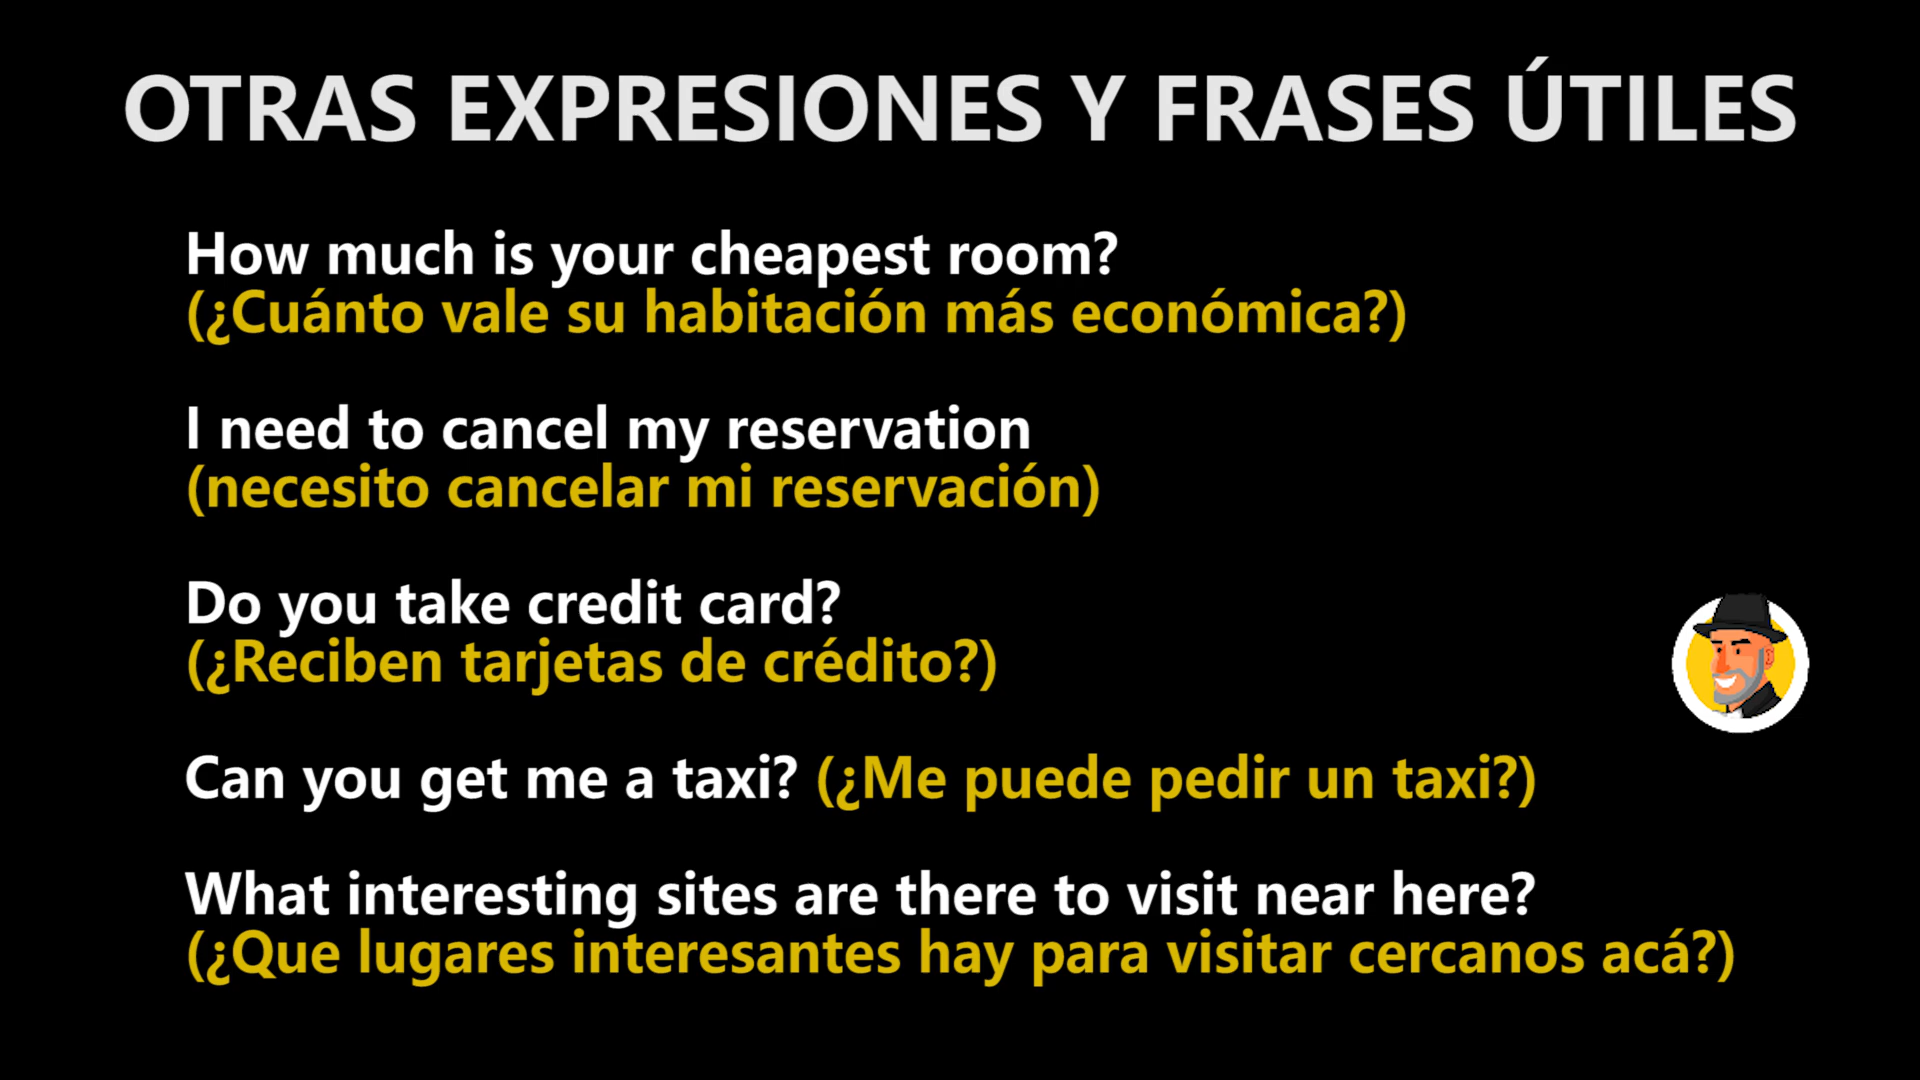 OTRAS EXPRESIONES Y FRASES ÚTILES
How much is your cheapest room?
(¿Cuánto vale su habitación más económica?)
I need to cancel my reservation
(necesito cancelar mi reservación)
Do you take credit card?
(¿Reciben tarjetas de crédito?)
Can you get me a taxi? (¿Me puede pedir un taxi?)
What interesting sites are there to visit near here?
(¿Que lugares interesantes hay para visitar cercanos acá?)